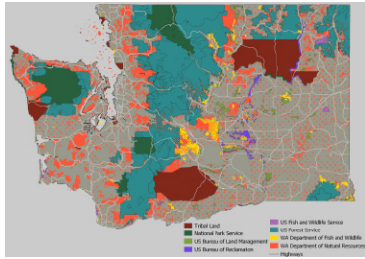 Tribal Land
National Park Service
US Bureau of Land Management
US Bureau of Reclamation
US Fish and Wildlife Service
US Forest Service
WA Department of Fish and Wildlife
WA Department of Natural Resources
Highways